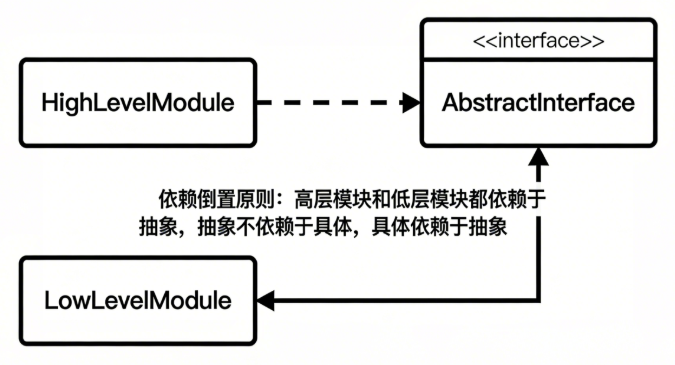 <<interface>>
HighLevelModule
AbstractInterface
依赖倒置原则：高层模块和低层模块都依赖于
抽象，抽象不依赖于具体，具体依赖于抽象
LowLevelModule